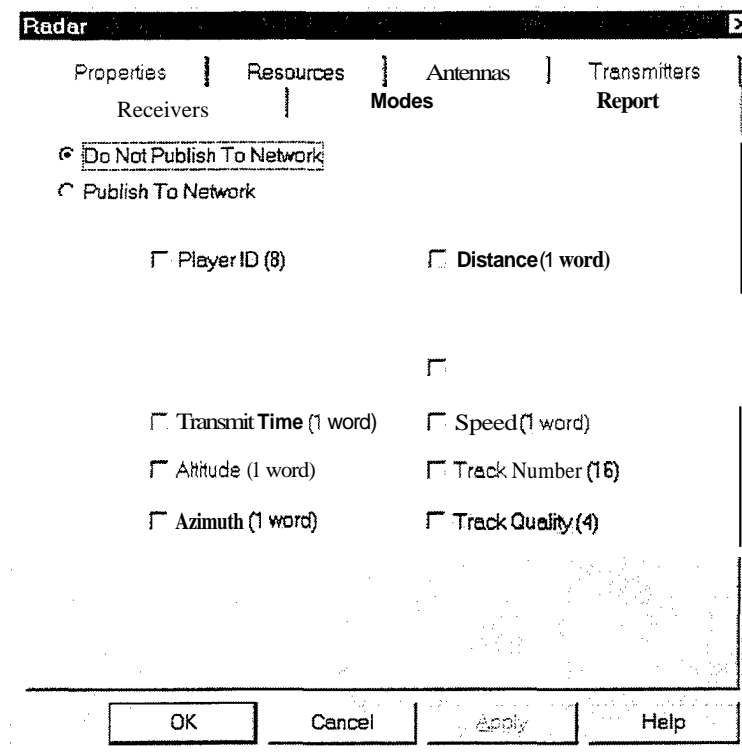 Radar
Properties Resources Antennas Transmitters
Receivers Modes Report
Do Not Publish To Network
Publish To Network
Player ID (8) Distance (1 word)
Transmit Time (1 word) Speed (1 word)
Altitude (1 word) Track Number (16)
Azimuth (1 word) Track Quality (4)
OK Cancel Apply Help